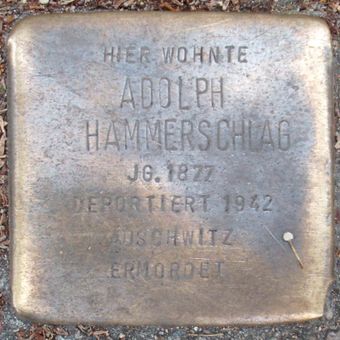 HIER WOHNTE
ADOLPH
HAMMERSCHLAG
JG. 1877
DEPORTIERT 1942
AUSCHWITZ
ERMORDET